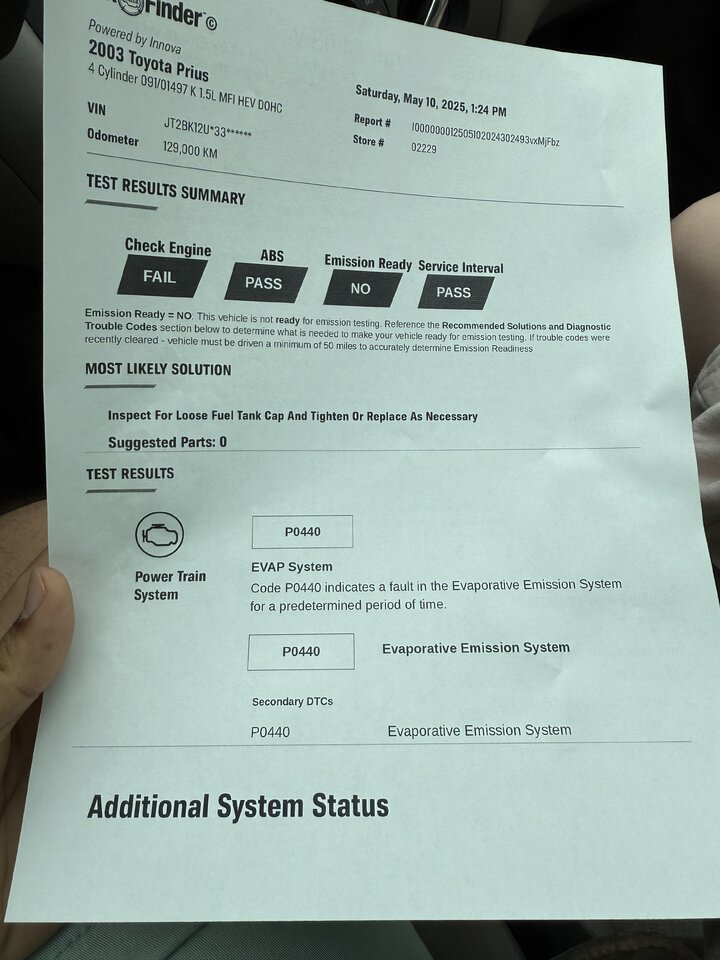 Finder ©
Powered by Innova
2003 Toyota Prius
4 Cylinder 091/01497 K 1.5L MFI HEV DOHC
Saturday, May 10, 2025, 1:24 PM
VIN JT2BK12U*33******
Report #
Odometer 129,000 KM
Store # 02229
TEST RESULTS SUMMARY
Check Engine ABS Emission Ready Service Interval
FAIL PASS NO PASS
Emission Ready = NO: This vehicle is not ready for emission testing. Reference the Recommended Solutions and Diagnostic
Trouble Codes section below to determine what is needed to make your vehicle ready for emission testing. If trouble codes were
recently cleared - vehicle must be driven a minimum of 50 miles to accurately determine Emission Readiness
MOST LIKELY SOLUTION
Inspect For Loose Fuel Tank Cap And Tighten Or Replace As Necessary
Suggested Parts: 0
TEST RESULTS
P0440
EVAP System
Power Train
System
Code P0440 indicates a fault in the Evaporative Emission System
for a predetermined period of time.
P0440 Evaporative Emission System
Secondary DTCs
P0440 Evaporative Emission System
Additional System Status